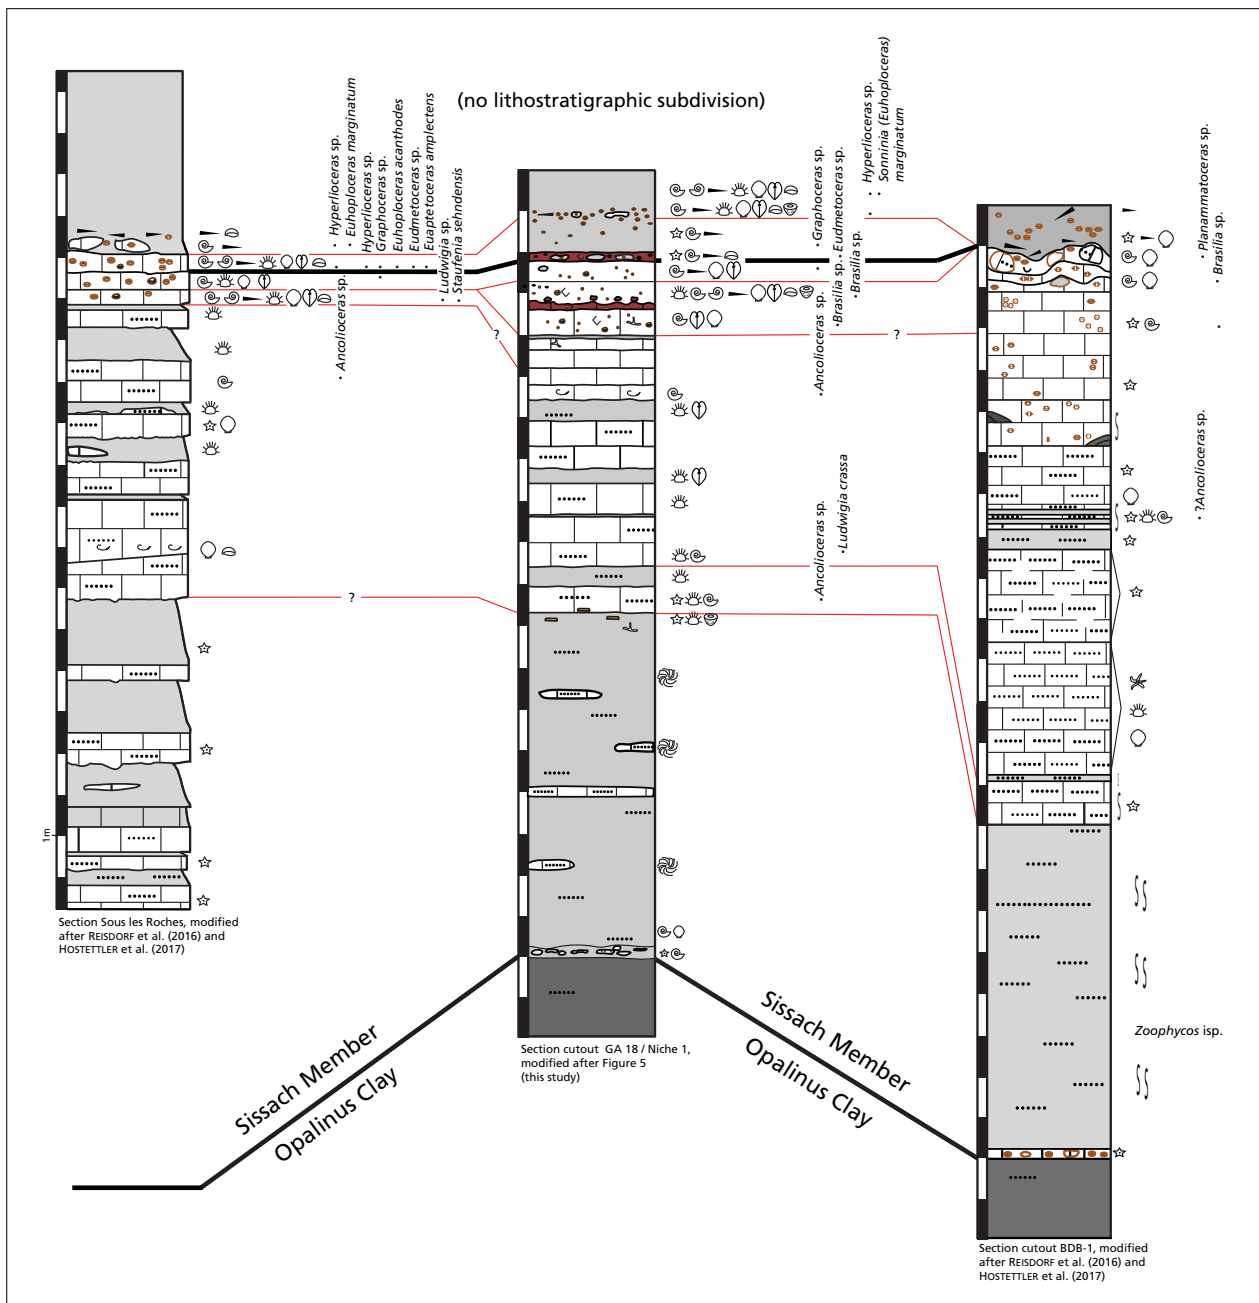 (no lithostratigraphic subdivision)
• Hyperlioceras sp.
• Euhoploceras marginatum
Hyperlioceras sp.
Graphoceras sp.
Euhoploceras acanthodes
Eudmetoceras sp.
Euaptetoceras amplectens
• Ludwigia sp.
• Staufenia sehndensis
• Ancolioceras sp.
• Graphoceras sp.
• Brasilia sp. • Eudmetoceras sp.
• Brasilia sp.
• Hyperlioceras sp.
• Sonninia (Euhoploceras)
marginatum
• Ancolioceras sp.
• Ancolioceras sp.
• Ludwigia crassa
• Planammatoceras sp.
• Brasilia sp.
• ?Ancolioceras sp.
?
?
?
1m
Zoophycos isp.
Section Sous les Roches, modified
after REISDORF et al. (2016) and
HOSTETTLER et al. (2017)
Sissach Member
Opalinus Clay
Section cutout GA 18 / Niche 1,
modified after Figure 5
(this study)
Sissach Member
Opalinus Clay
Section cutout BDB-1, modified
after REISDORF et al. (2016) and
HOSTETTLER et al. (2017)